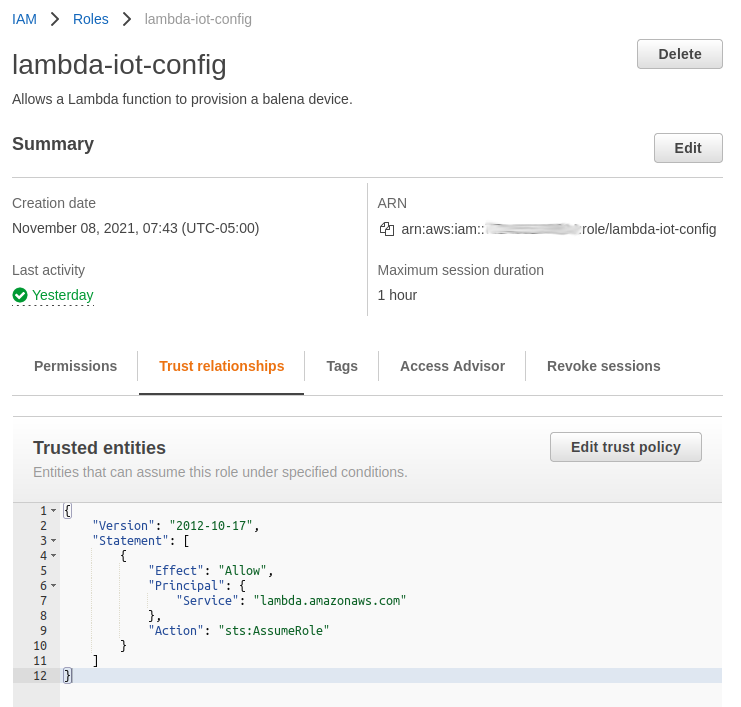 IAM > Roles > lambda-iot-config
lambda-iot-config
Delete
Allows a Lambda function to provision a balena device.
Summary
Edit
Creation date
November 08, 2021, 07:43 (UTC-05:00)
ARN
arn:aws:iam:: :role/lambda-iot-config
Last activity
Yesterday
Maximum session duration
1 hour
Permissions
Trust relationships
Tags
Access Advisor
Revoke sessions
Trusted entities
Edit trust policy
Entities that can assume this role under specified conditions.
1 {
2     "Version": "2012-10-17",
3     "Statement": [
4         {
5             "Effect": "Allow",
6             "Principal": {
7                 "Service": "lambda.amazonaws.com"
8             },
9             "Action": "sts:AssumeRole"
10         }
11     ]
12 }